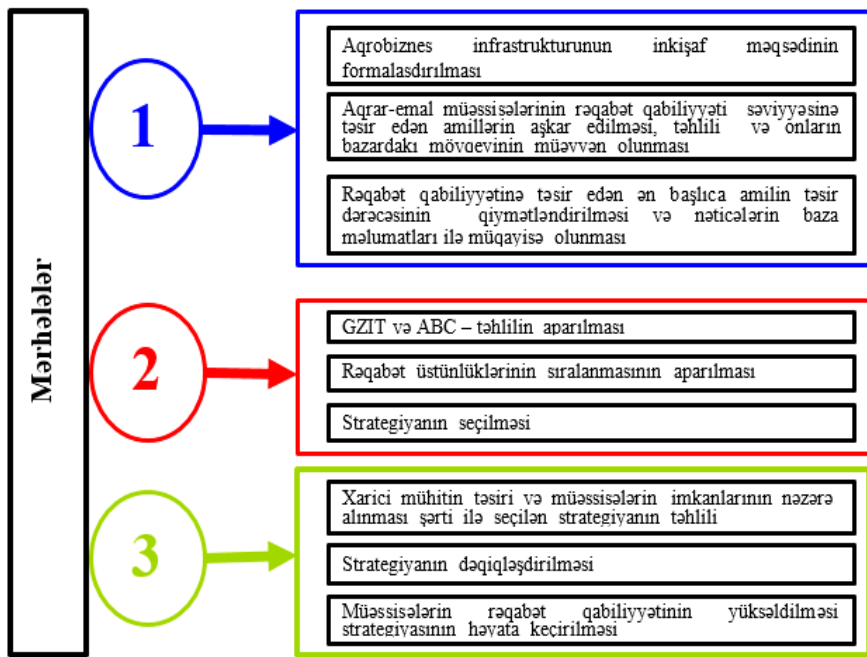 Mərhələlər
1
Aqrobiznes infrastrukturunun inkişaf məqsədinin
formalaşdırılması
Aqrar-emal müəssisələrinin rəqabət qabiliyyəti səviyyəsinə
təsir edən amillərin aşkar edilməsi, təhlili və onların
bazardakı mövqeyinin müəyyən olunması
Rəqabət qabiliyyətinə təsir edən ən başlıca amilin təsir
dərəcəsinin qiymətləndirilməsi və nəticələrin baza
məlumatları ilə müqayisə olunması
2
GZIT və ABC – təhlilin aparılması
Rəqabət üstünlüklərinin sıralanmasının aparılması
Strategiyanın seçilməsi
3
Xarici mühitin təsiri və müəssisələrin imkanlarının nəzərə
alınması şərti ilə seçilən strategiyanın təhlili
Strategiyanın dəqiqləşdirilməsi
Müəssisələrin rəqabət qabiliyyətinin yüksəldilməsi
strategiyasının həyata keçirilməsi